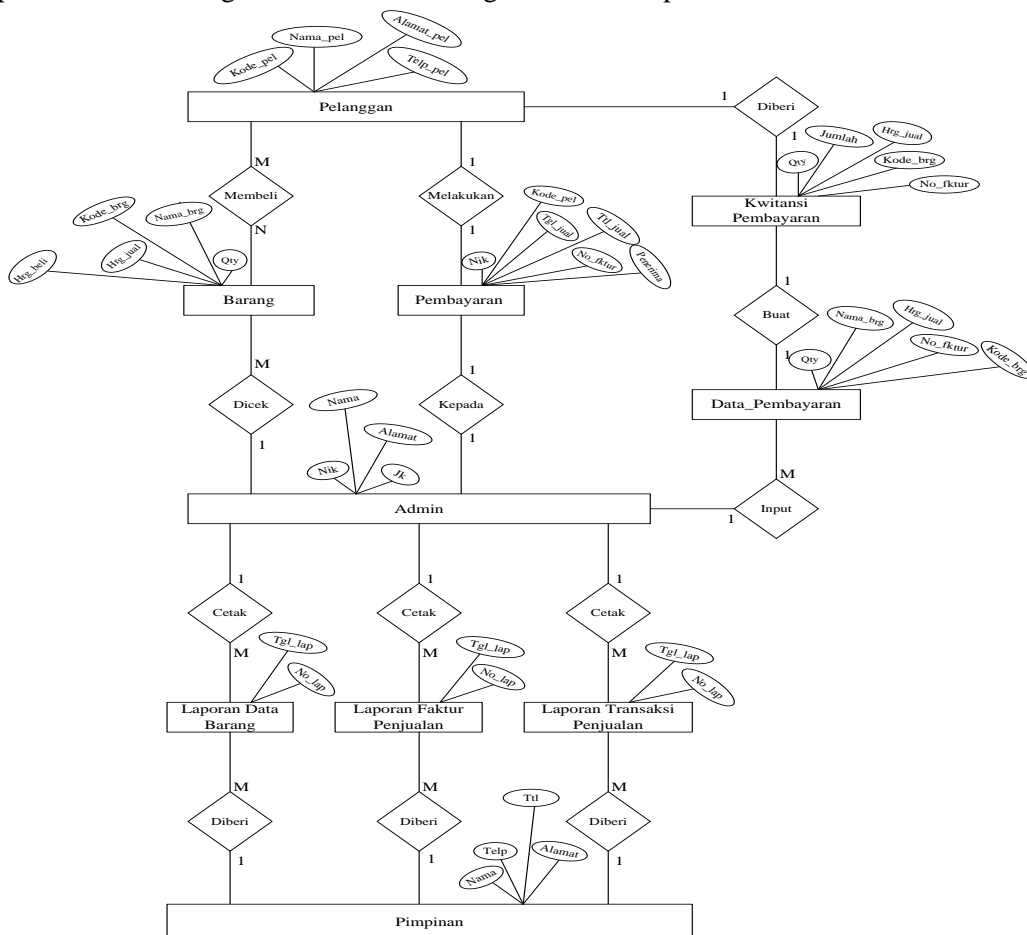 Alamat_pel
Nama_pel
Kode_pel
Telp_pel
Pelanggan
1
Diberi
1
M
1
Jumlah
Hrg_jual
Qty
Kode_brg
No_fktur
Membeli
Melakukan
Kwitansi
Pembayaran
N
1
Kode_brg
Nama_brg
Hrg_beli
Hrg_jual
Qty
Kode_pel
Tgl_jual
Ttl_jual
Nik
No_fktur
Penerima
Barang
Pembayaran
1
Buat
1
Nama_brg
Hrg_jual
Qty
No_fktur
Kode_brg
M
1
Dicek
Kepada
Data_Pembayaran
1
1
Nama
Alamat
Nik
Jk
M
Admin
1
Input
1
1
1
Cetak
Cetak
Cetak
M
M
M
Tgl_lap
No_lap
Tgl_lap
No_lap
Tgl_lap
No_lap
Laporan Data
Barang
Laporan Faktur
Penjualan
Laporan Transaksi
Penjualan
M
M
M
Diberi
Diberi
Diberi
1
1
1
Ttl
Telp
Alamat
Nama
Pimpinan